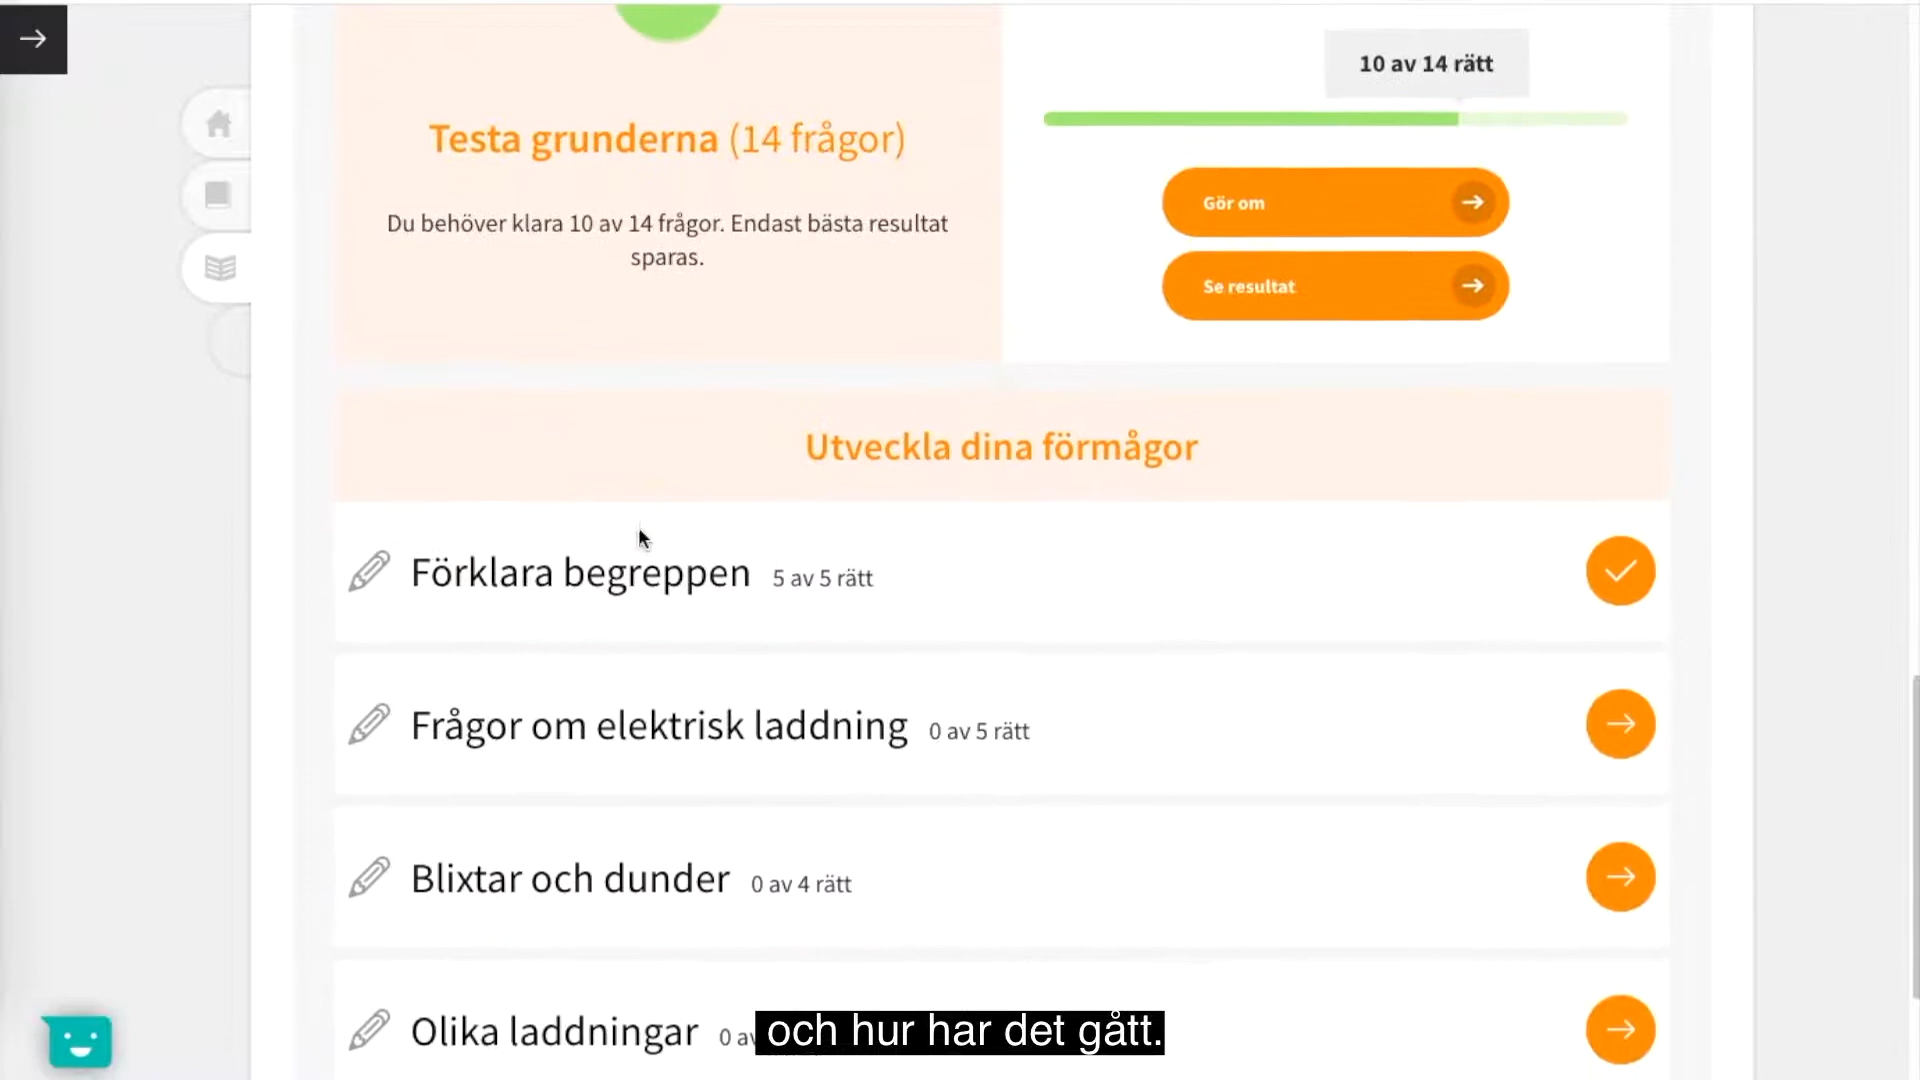 10 av 14 rätt
Testa grunderna (14 frågor)
Du behöver klara 10 av 14 frågor. Endast bästa resultat
sparas.
Gör om
Se resultat
Utveckla dina förmågor
Förklara begreppen 5 av 5 rätt
Frågor om elektrisk laddning 0 av 5 rätt
Blixtar och dunder 0 av 4 rätt
Olika laddningar 0 av
och hur har det gått.